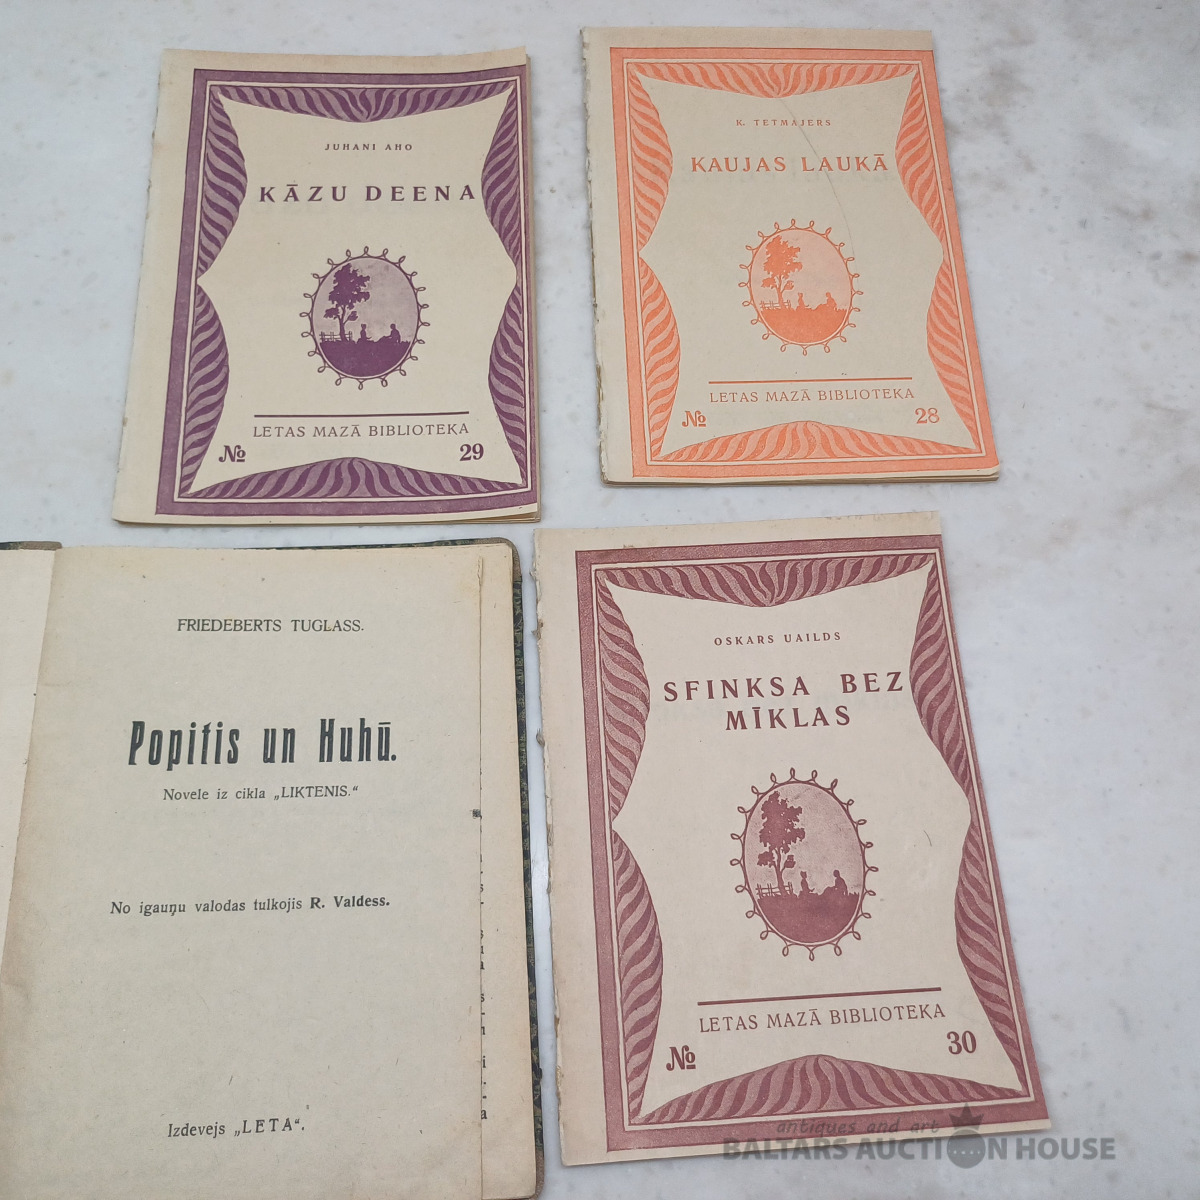 JUHANI AHO
KĀZU DEENA
LETAS MAZĀ BIBLIOTEKA
№ 29
K. TETMAJERS
KAUJAS LAUKĀ
LETAS MAZĀ BIBLIOTEKA
№ 28
FRIEDEBERTS TUGLASS.
Popitis un Huhū.
Novele iz cikla „LIKTENIS.“
No igauņu valodas tulkojis R. Valdess.
Izdevejs „LETA“.
OSKARS UAILDS
SFINKSA BEZ
MĪKLAS
LETAS MAZĀ BIBLIOTEKA
№ 30
antiques and art
BALTARS AUCTION HOUSE